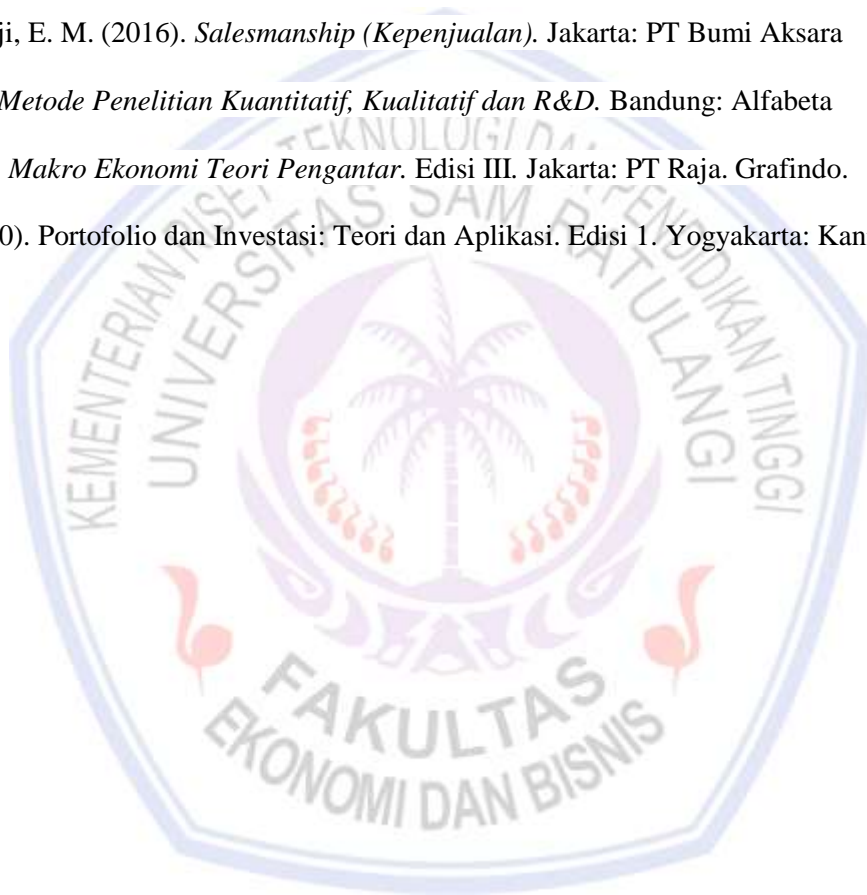 ji, E. M. (2016). Salesmanship (Kepenjualan). Jakarta: PT Bumi Aksara
Metode Penelitian Kuantitatif, Kualitatif dan R&D. Bandung: Alfabeta
Makro Ekonomi Teori Pengantar. Edisi III. Jakarta: PT Raja. Grafindo.
0). Portofolio dan Investasi: Teori dan Aplikasi. Edisi 1. Yogyakarta: Kan
KEMENTERIAN RISET TEKNOLOGI DAN PENDIDIKAN TINGGI
UNIVERSITAS SAM RATULANGI
FAKULTAS
EKONOMI DAN BISNIS